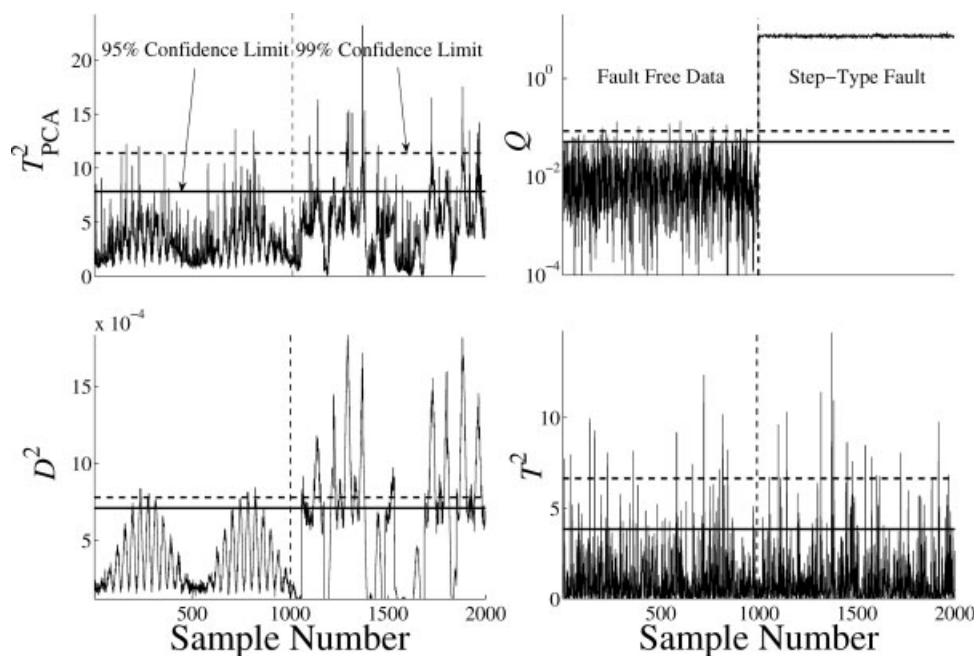 20
95% Confidence Limit 99% Confidence Limit
15
T²PCA
10
5
0
10⁰
Fault Free Data Step-Type Fault
Q
10⁻²
10⁻⁴
x 10⁻⁴
15
D²
10
5
500 1000 1500 2000
Sample Number
10
T²
5
0
500 1000 1500 2000
Sample Number